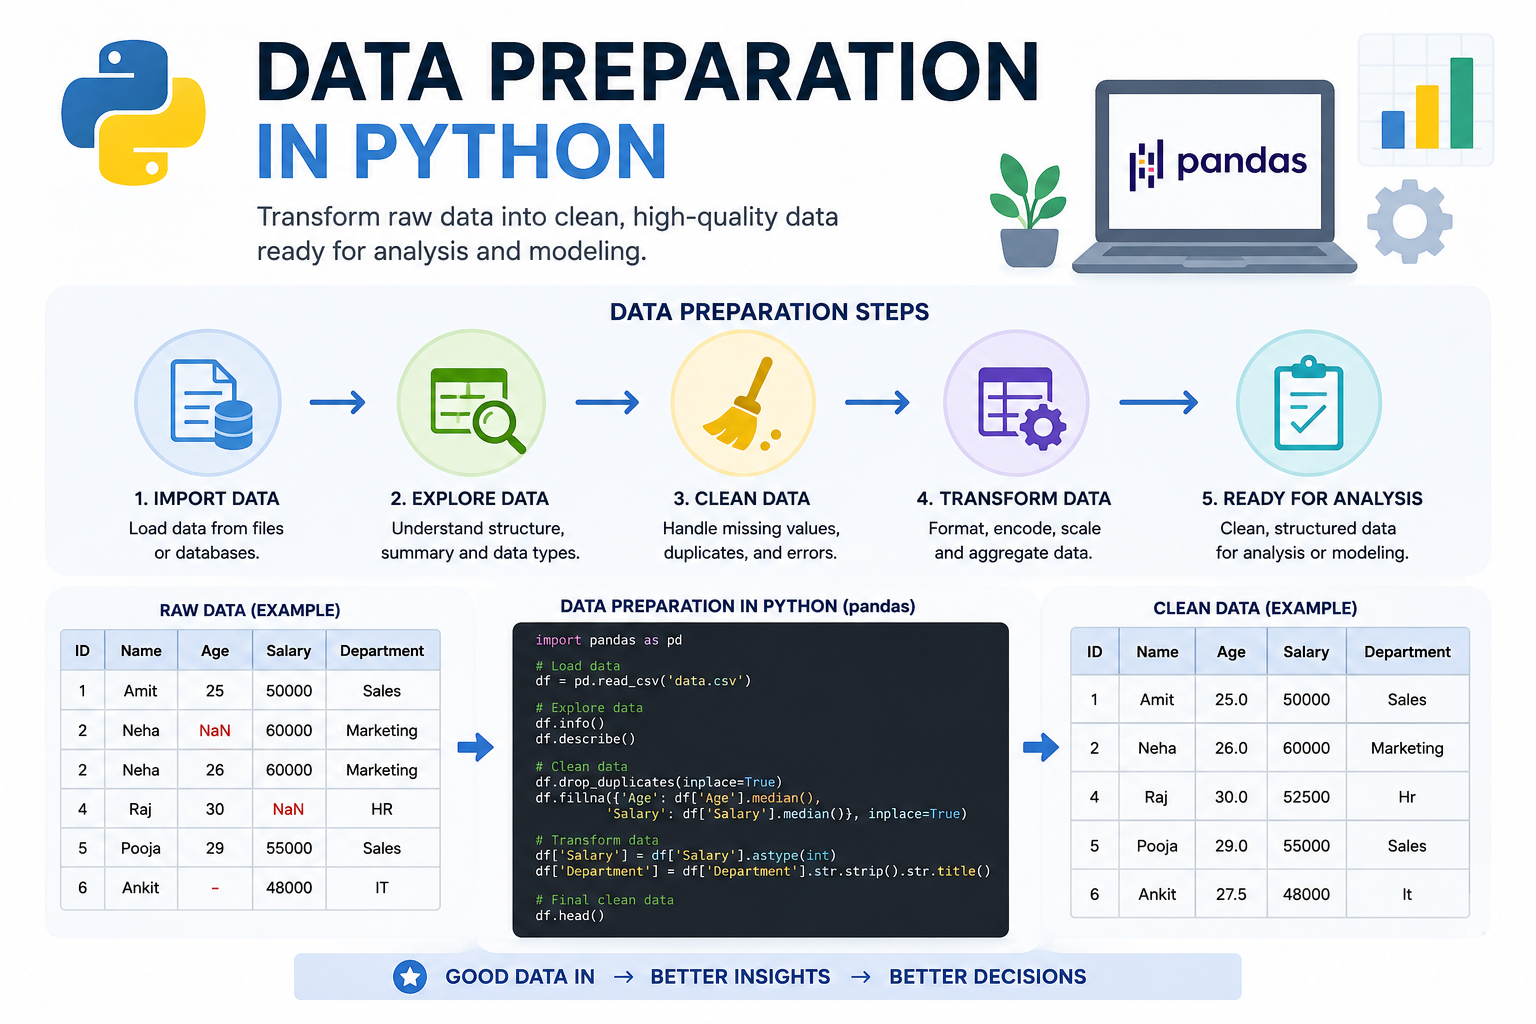 DATA PREPARATION
IN PYTHON
Transform raw data into clean, high-quality data
ready for analysis and modeling.
pandas
DATA PREPARATION STEPS
1. IMPORT DATA
Load data from files
or databases.
2. EXPLORE DATA
Understand structure,
summary and data types.
3. CLEAN DATA
Handle missing values,
duplicates, and errors.
4. TRANSFORM DATA
Format, encode, scale
and aggregate data.
5. READY FOR ANALYSIS
Clean, structured data
for analysis or modeling.
RAW DATA (EXAMPLE)
ID Name Age Salary Department
1 Amit 25 50000 Sales
2 Neha NaN 60000 Marketing
2 Neha 26 60000 Marketing
4 Raj 30 NaN HR
5 Pooja 29 55000 Sales
6 Ankit - 48000 IT
DATA PREPARATION IN PYTHON (pandas)
import pandas as pd
# Load data
df = pd.read_csv('data.csv')
# Explore data
df.info()
df.describe()
# Clean data
df.drop_duplicates(inplace=True)
df.fillna({'Age': df['Age'].median(),
'Salary': df['Salary'].median()}, inplace=True)
# Transform data
df['Salary'] = df['Salary'].astype(int)
df['Department'] = df['Department'].str.strip().str.title()
# Final clean data
df.head()
CLEAN DATA (EXAMPLE)
ID Name Age Salary Department
1 Amit 25.0 50000 Sales
2 Neha 26.0 60000 Marketing
4 Raj 30.0 52500 Hr
5 Pooja 29.0 55000 Sales
6 Ankit 27.5 48000 It
GOOD DATA IN → BETTER INSIGHTS → BETTER DECISIONS